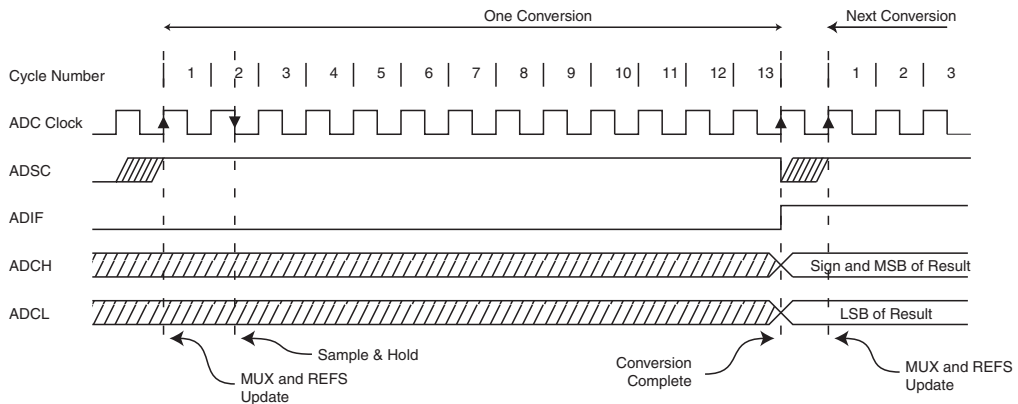 One Conversion
Next Conversion
Cycle Number 1 2 3 4 5 6 7 8 9 10 11 12 13 1 2 3
ADC Clock
ADSC
ADIF
ADCH
Sign and MSB of Result
ADCL
LSB of Result
Sample & Hold
MUX and REFS
Update
Conversion
Complete
MUX and REFS
Update